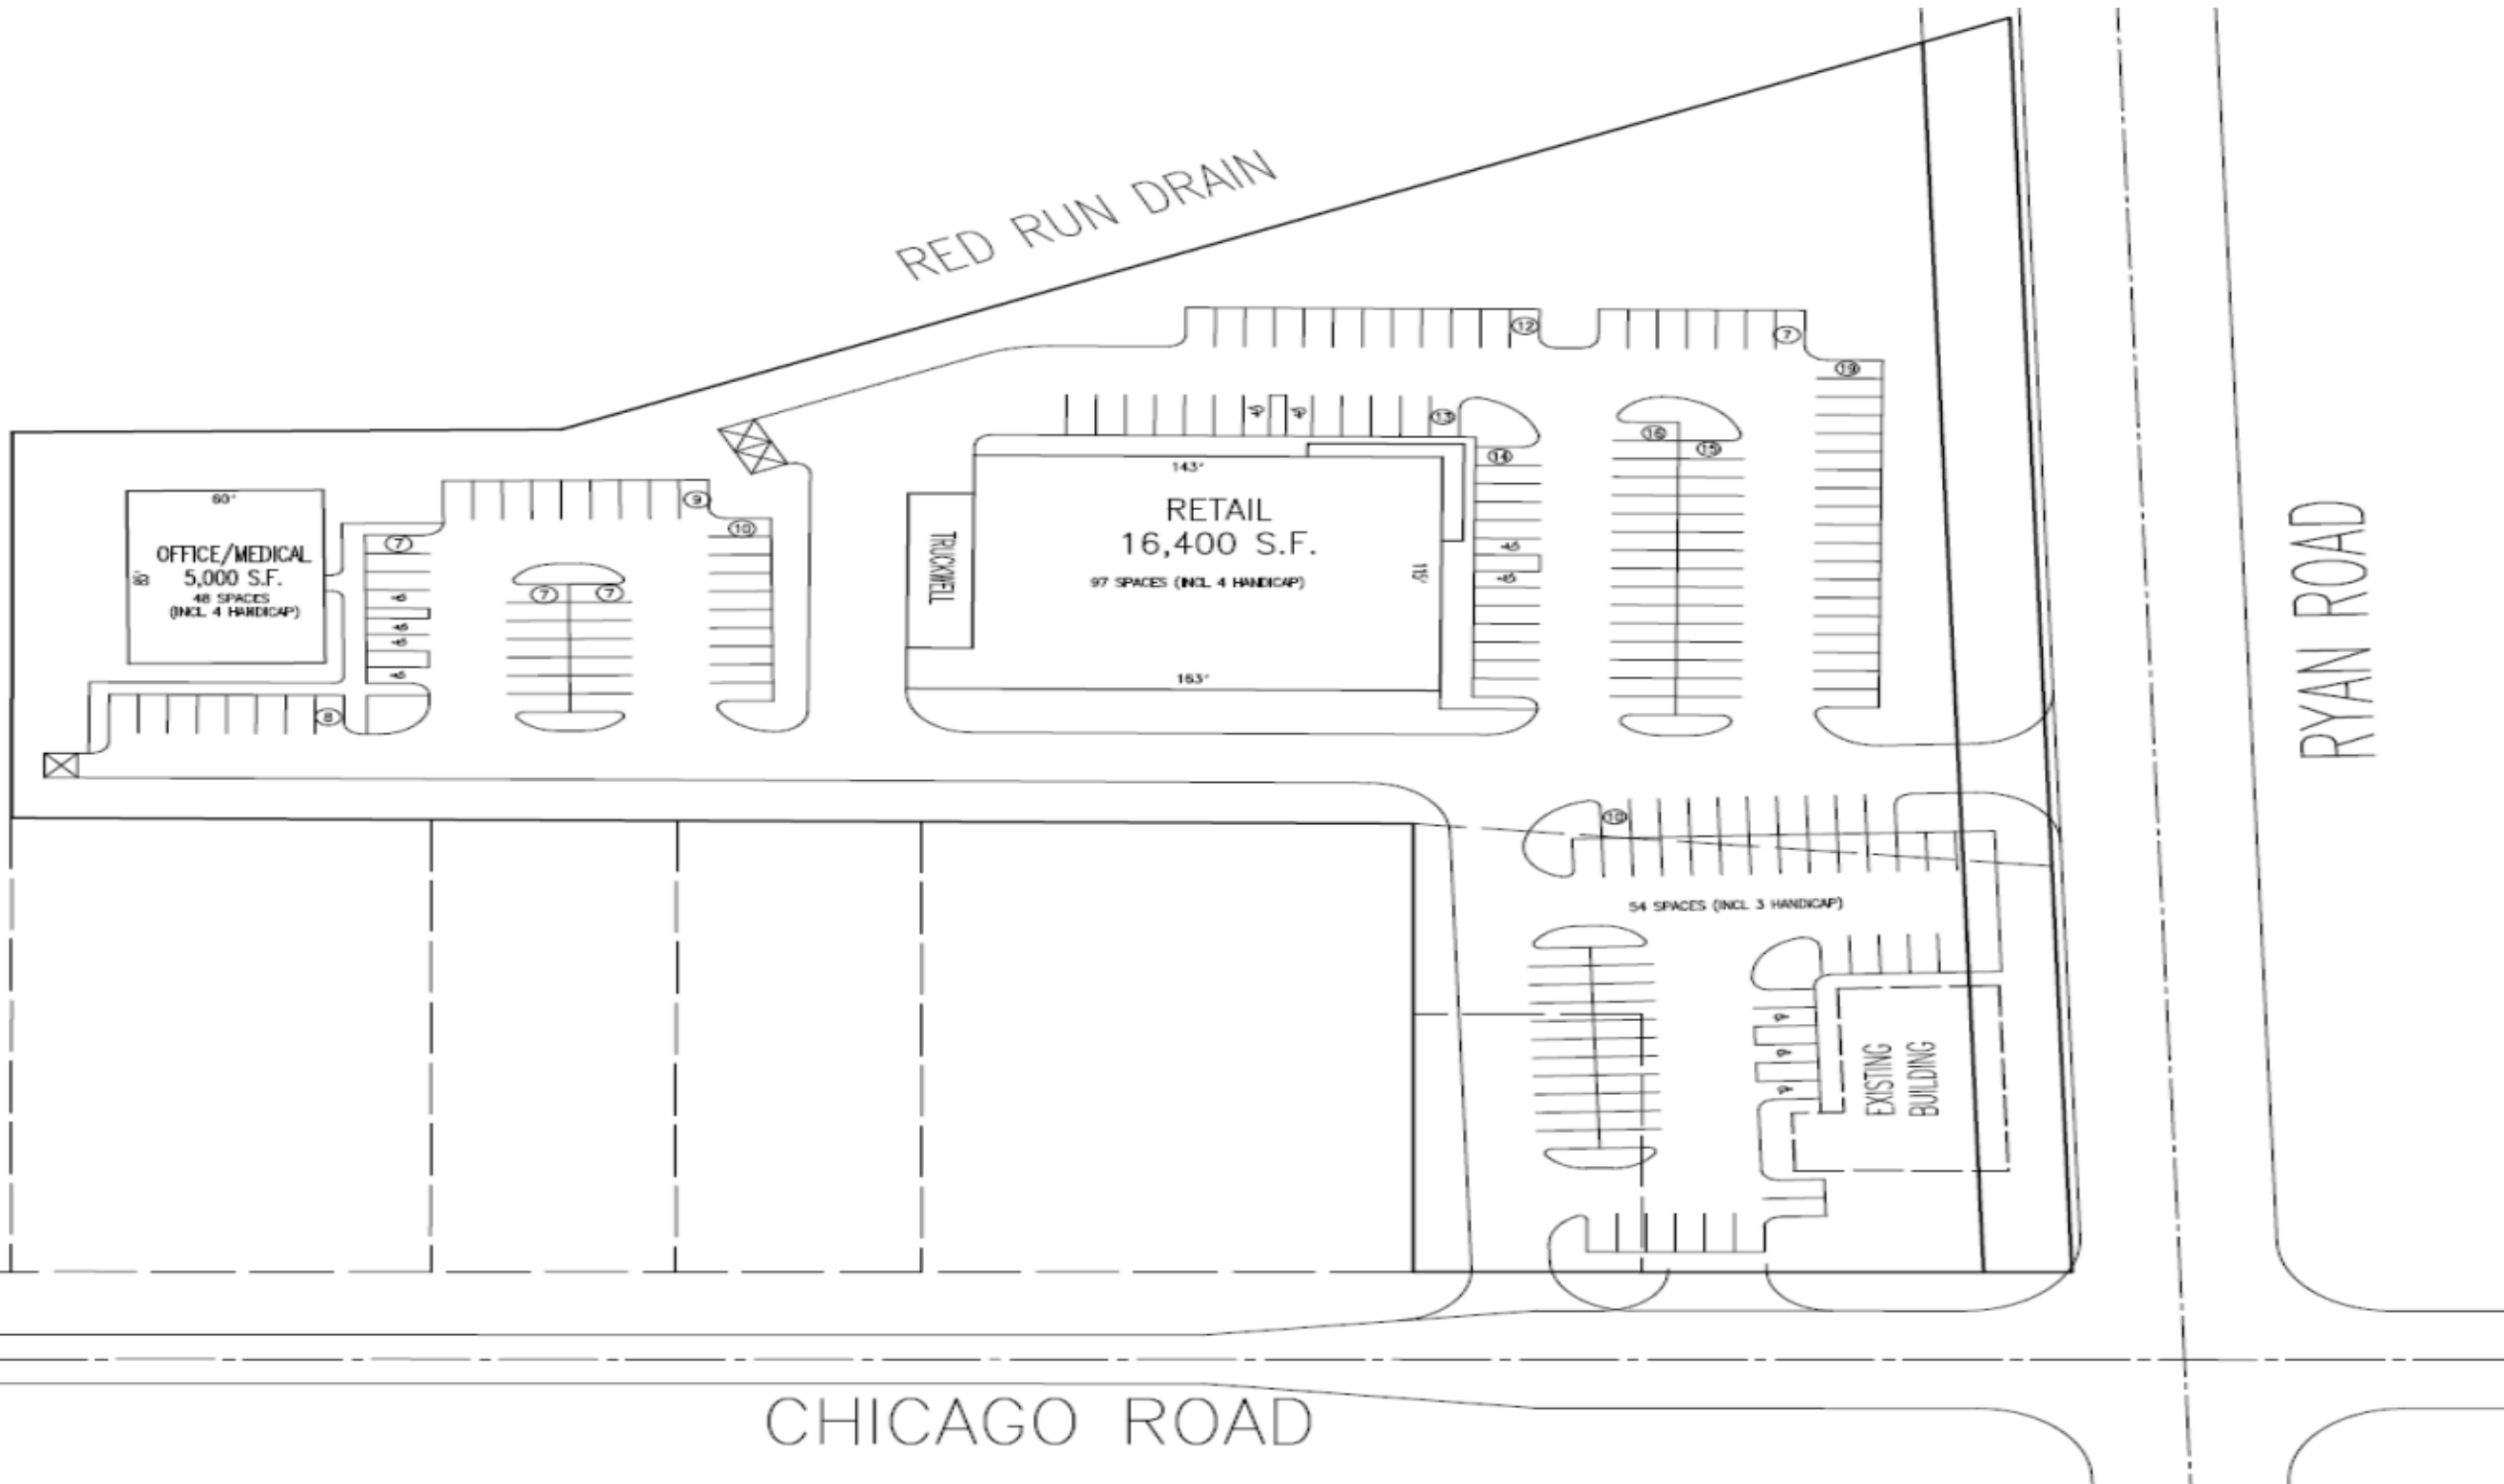 RED RUN DRAIN
12
7
19
13
16
15
14
143'
RETAIL
16,400 S.F.
97 SPACES (INCL 4 HANDICAP)
115'
163'
TRUCKWELL
9
10
60'
OFFICE/MEDICAL
5,000 S.F.
48 SPACES
(INCL 4 HANDICAP)
7
7
7
8
RYAN ROAD
10
54 SPACES (INCL 3 HANDICAP)
EXISTING
BUILDING
CHICAGO ROAD